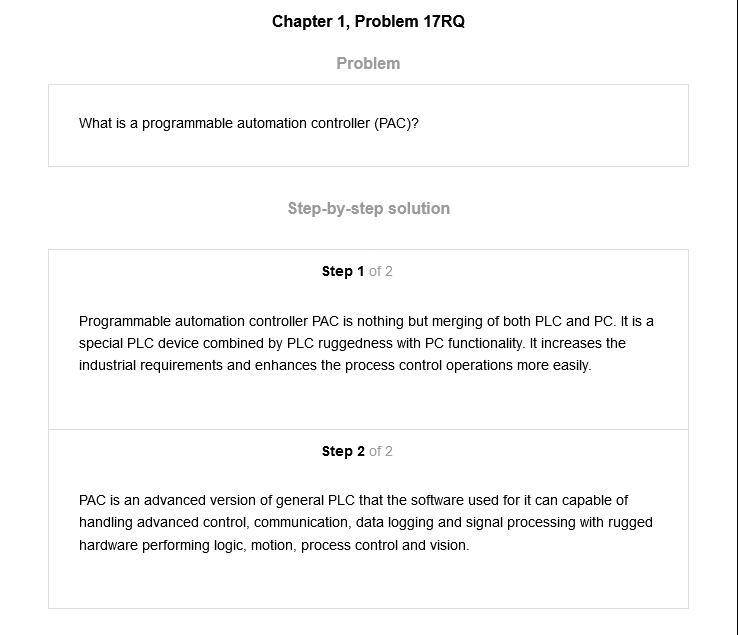 Chapter 1, Problem 17RQ
Problem
What is a programmable automation controller (PAC)?
Step-by-step solution
Step 1 of 2
Programmable automation controller PAC is nothing but merging of both PLC and PC. It is a
special PLC device combined by PLC ruggedness with PC functionality. It increases the
industrial requirements and enhances the process control operations more easily.
Step 2 of 2
PAC is an advanced version of general PLC that the software used for it can capable of
handling advanced control, communication, data logging and signal processing with rugged
hardware performing logic, motion, process control and vision.